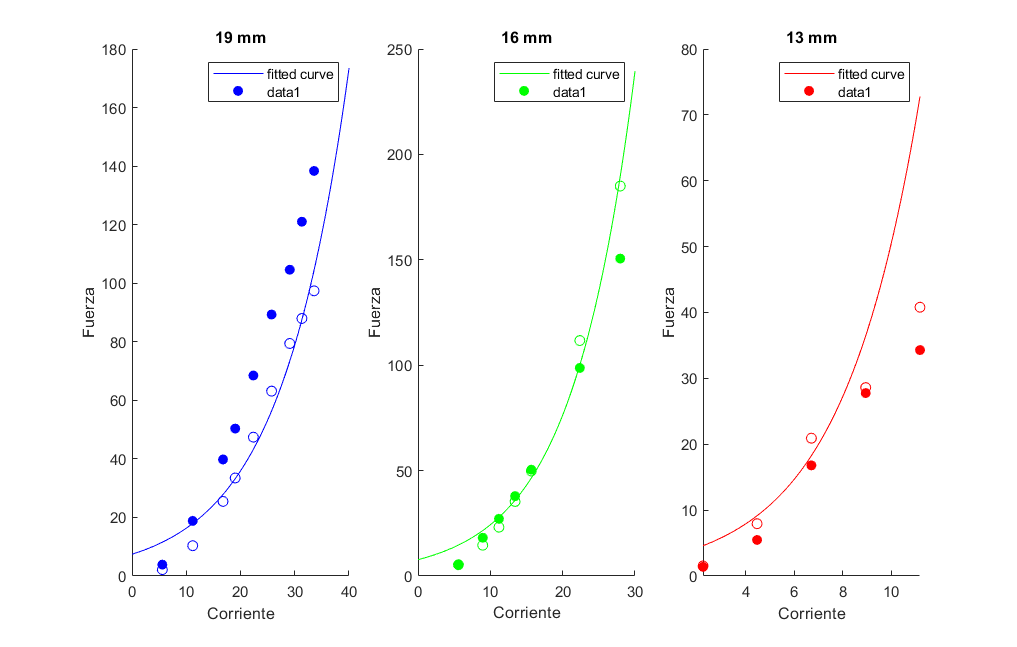 19 mm
180
160
140
120
100
80
60
40
20
0
Fuerza
fitted curve
data1
0 10 20 30 40
Corriente
16 mm
250
200
150
100
50
0
Fuerza
fitted curve
data1
0 10 20 30
Corriente
13 mm
80
70
60
50
40
30
20
10
0
Fuerza
fitted curve
data1
4 6 8 10
Corriente